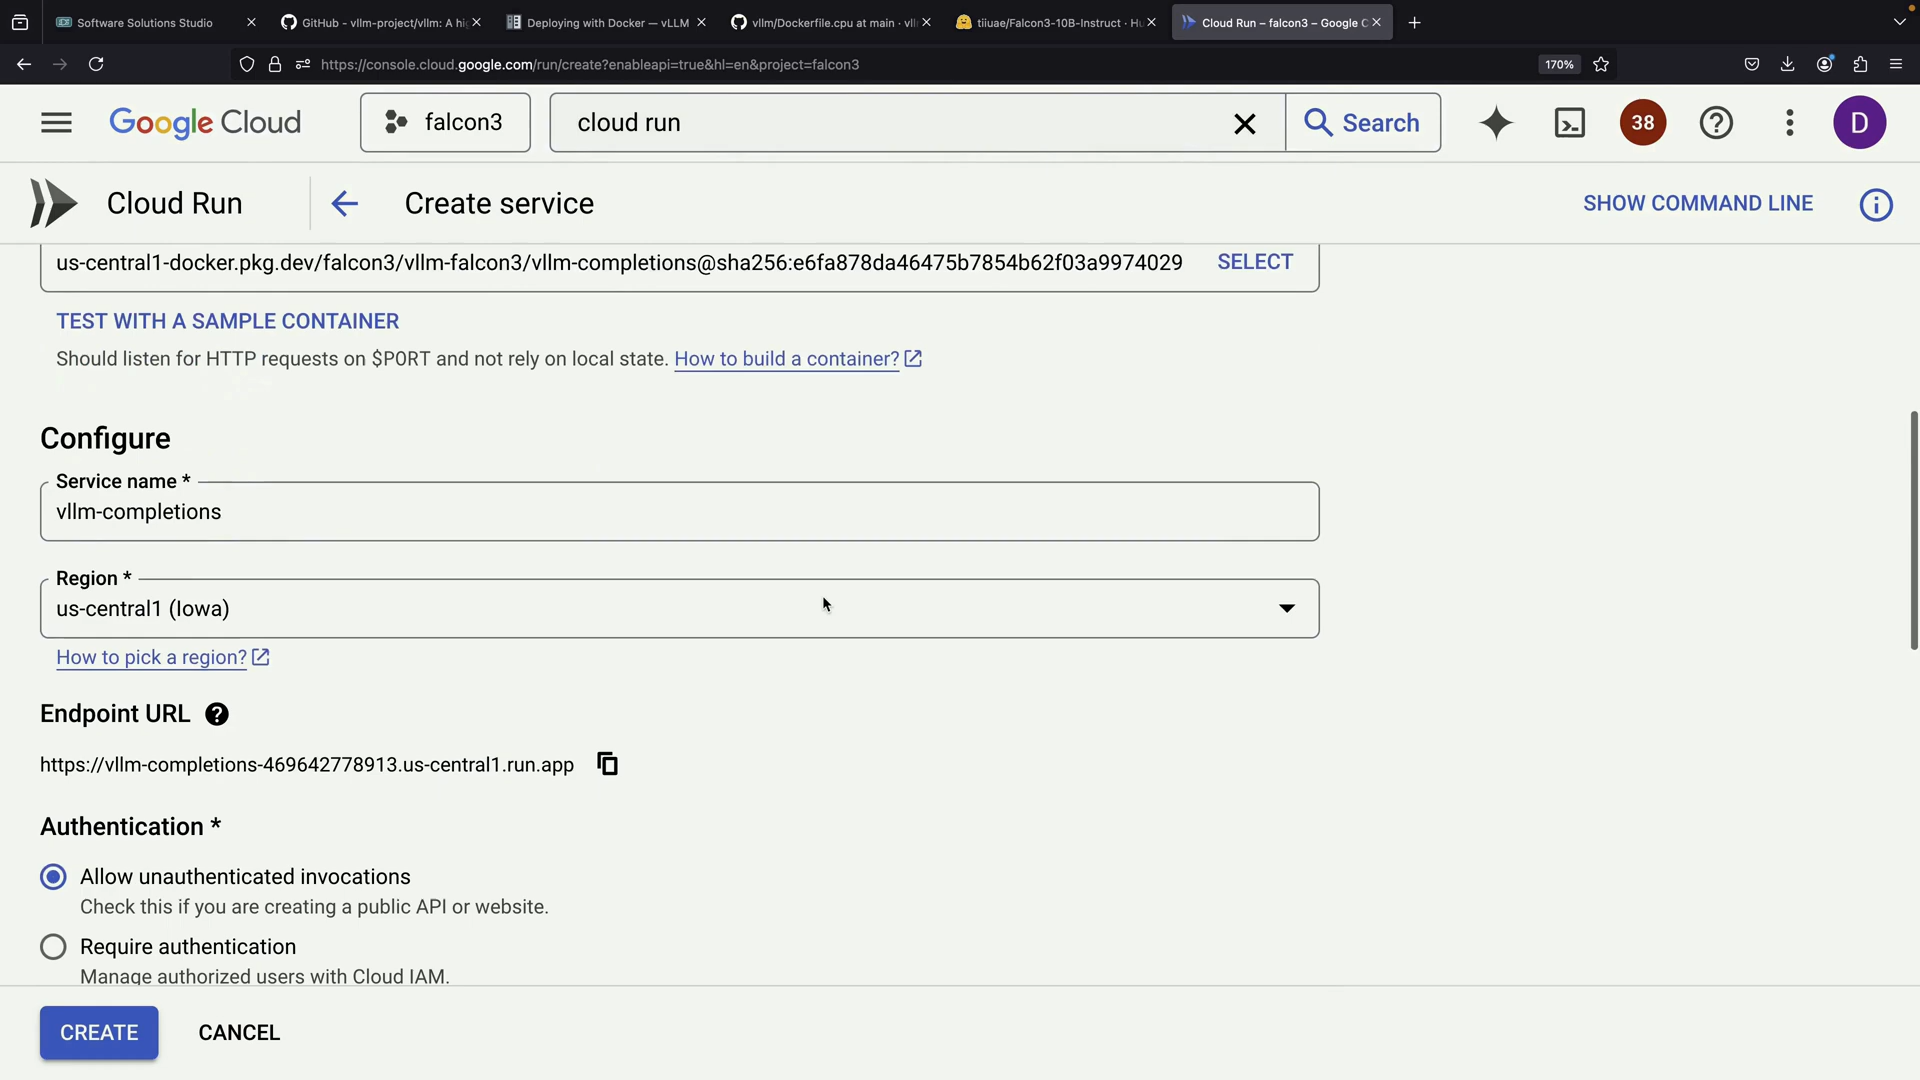 Software Solutions Studio
GitHub - vllm-project/vllm: A hi
Deploying with Docker — vLLM
vllm/Dockerfile.cpu at main · vll
tiiuae/Falcon3-10B-Instruct · Hu
Cloud Run – falcon3 – Google C
https://console.cloud.google.com/run/create?enableapi=true&hl=en&project=falcon3
170%
Google Cloud
falcon3
cloud run
Search
38
D
Cloud Run
Create service
SHOW COMMAND LINE
us-central1-docker.pkg.dev/falcon3/vllm-falcon3/vllm-completions@sha256:e6fa878da46475b7854b62f03a9974029
SELECT
TEST WITH A SAMPLE CONTAINER
Should listen for HTTP requests on $PORT and not rely on local state. How to build a container?
Configure
Service name *
vllm-completions
Region *
us-central1 (Iowa)
How to pick a region?
Endpoint URL
https://vllm-completions-469642778913.us-central1.run.app
Authentication *
Allow unauthenticated invocations
Check this if you are creating a public API or website.
Require authentication
Manage authorized users with Cloud IAM.
CREATE
CANCEL